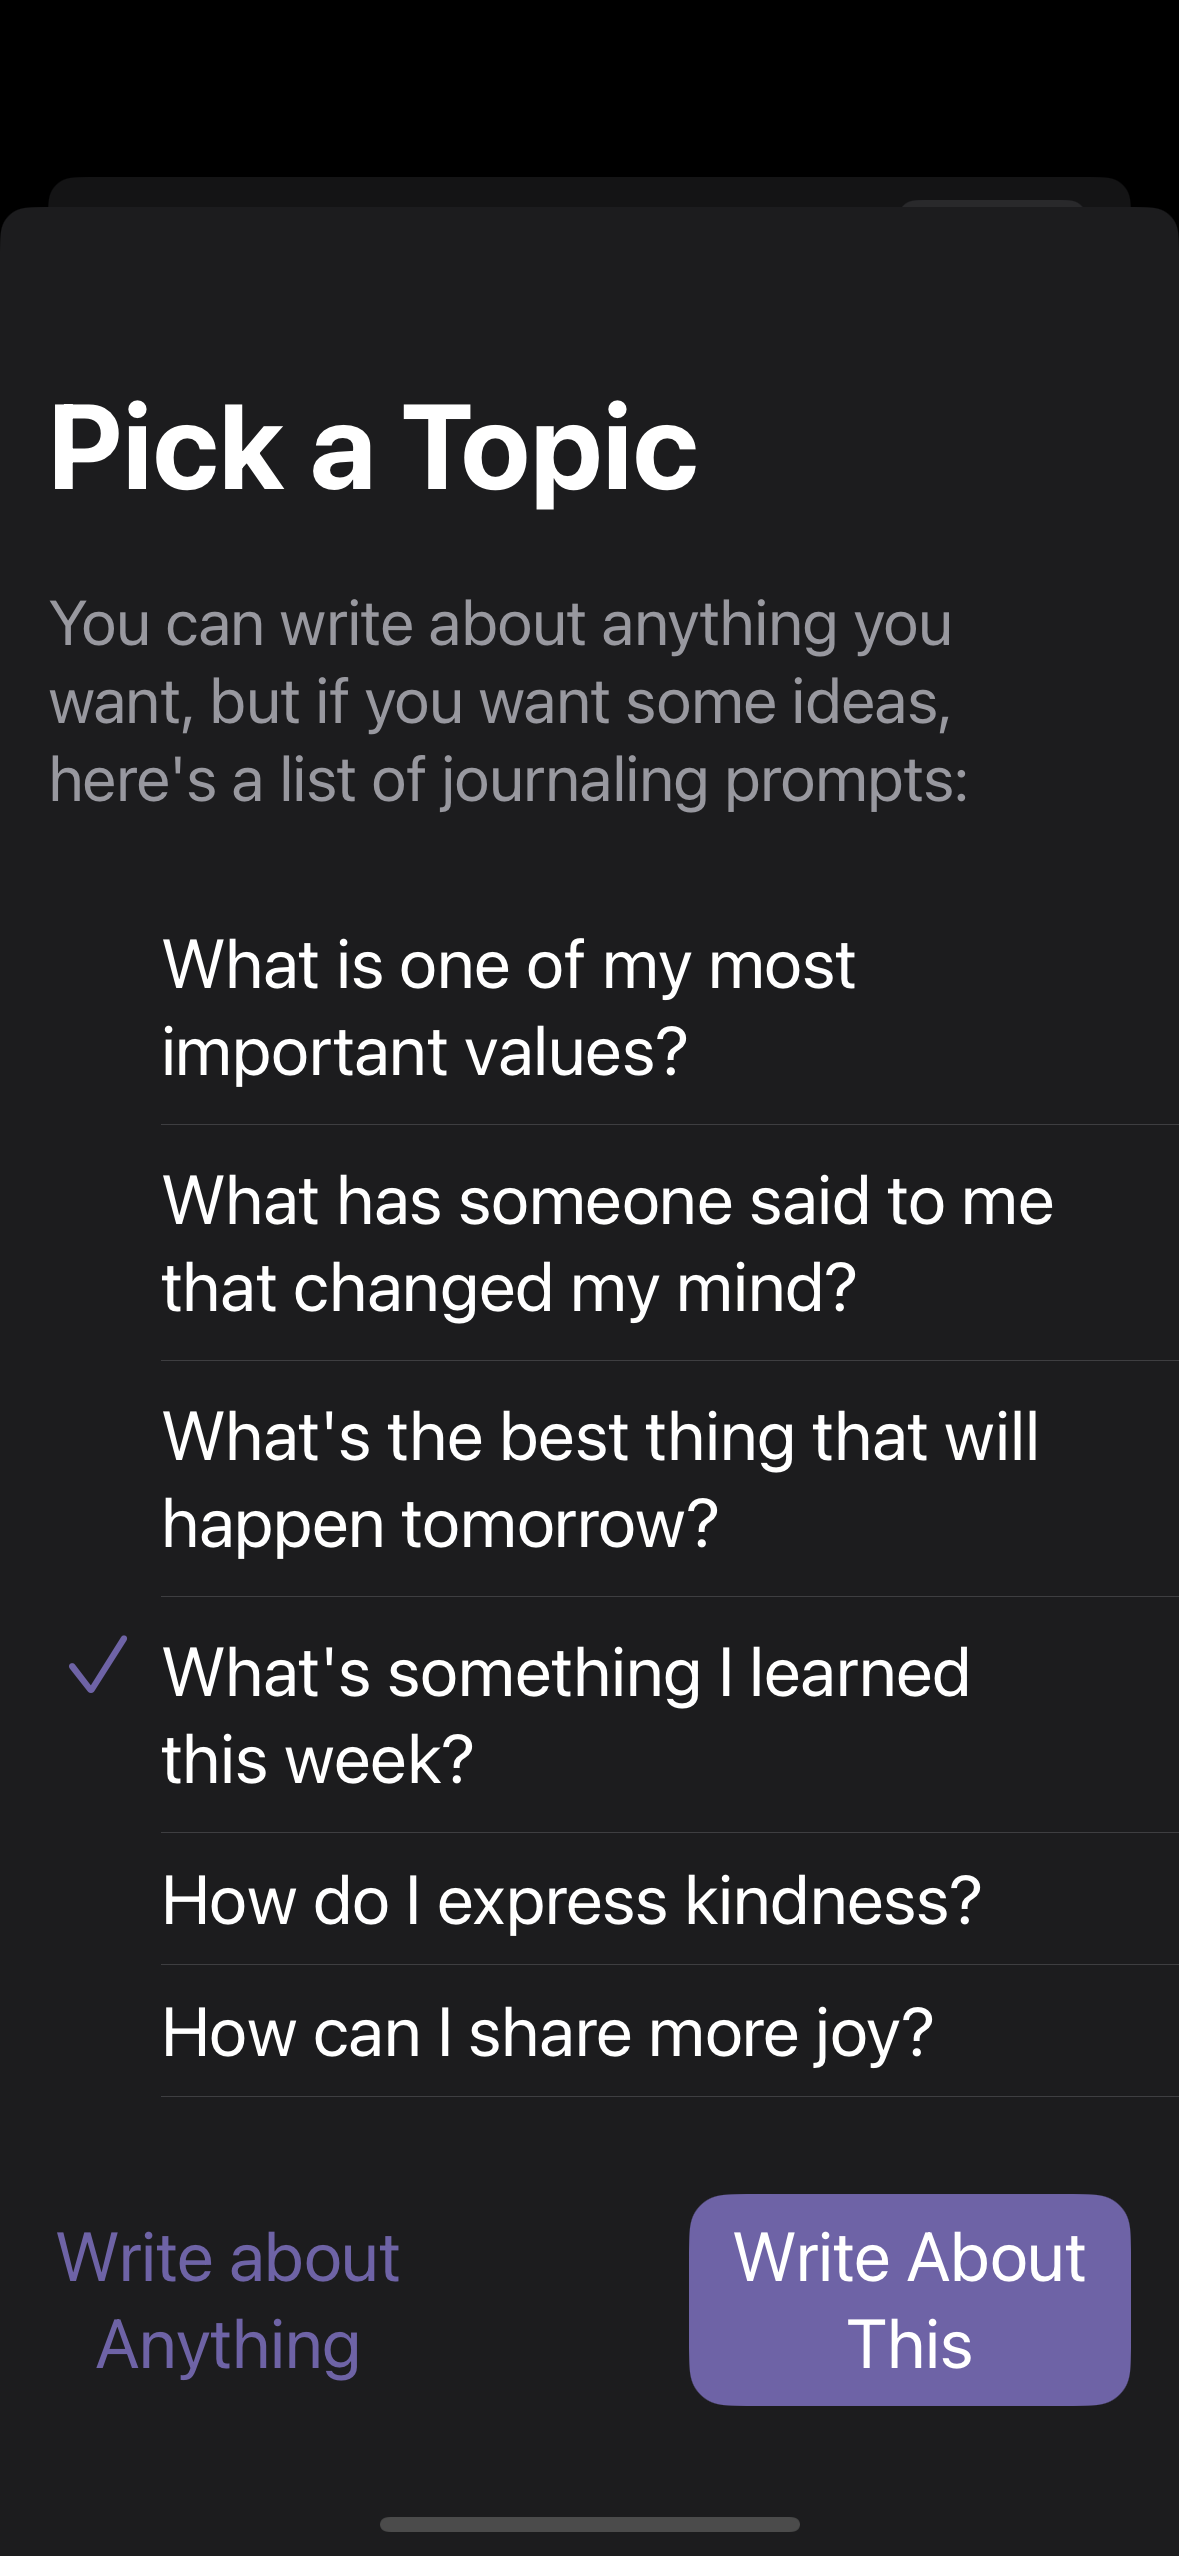 Pick a Topic
You can write about anything you
want, but if you want some ideas,
here's a list of journaling prompts:
What is one of my most
important values?
What has someone said to me
that changed my mind?
What's the best thing that will
happen tomorrow?
What's something I learned
this week?
How do I express kindness?
How can I share more joy?
Write about
Anything
Write About
This